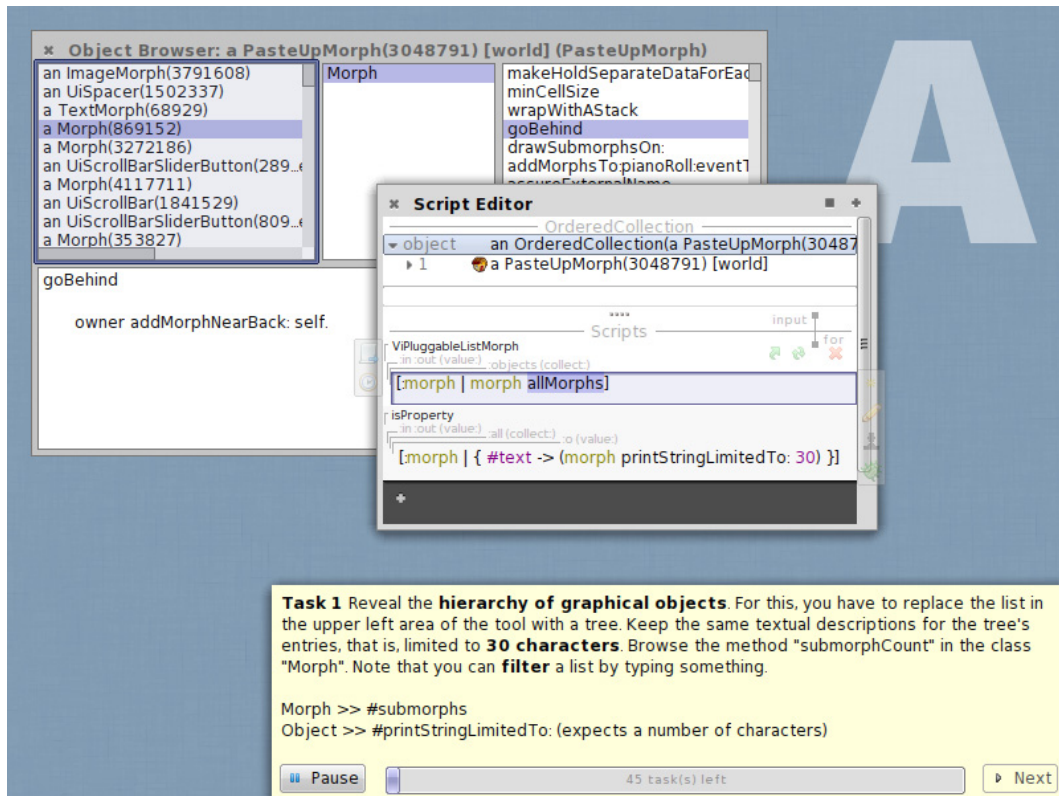 Object Browser: a PasteUpMorph(3048791) [world] (PasteUpMorph)
an ImageMorph(3791608)
an UiSpacer(1502337)
a TextMorph(68929)
a Morph(869152)
a Morph(3272186)
an UiScrollBarSliderButton(289...
a Morph(4117711)
an UiScrollBar(1841529)
an UiScrollBarSliderButton(809...
a Morph(353827)
Morph
makeHoldSeparateDataForEac
minCellSize
wrapWithAStack
goBehind
drawSubmorphsOn:
addMorphsTo:pianoRoll:eventT
assureExternalName
goBehind
owner addMorphNearBack: self.
A
Script Editor
OrderedCollection
object an OrderedCollection(a PasteUpMorph(30487
1 a PasteUpMorph(3048791) [world]
input
Scripts
for
ViPluggableListMorph
:in :out (value:) :objects (collect:)
[:morph | morph allMorphs]
isProperty
:in :out (value:) :all (collect:) :o (value:)
[:morph | { #text -> (morph printStringLimitedTo: 30) }]
Task 1 Reveal the hierarchy of graphical objects. For this, you have to replace the list in
the upper left area of the tool with a tree. Keep the same textual descriptions for the tree's
entries, that is, limited to 30 characters. Browse the method "submorphCount" in the class
"Morph". Note that you can filter a list by typing something.
Morph >> #submorphs
Object >> #printStringLimitedTo: (expects a number of characters)
Pause
45 task(s) left
Next